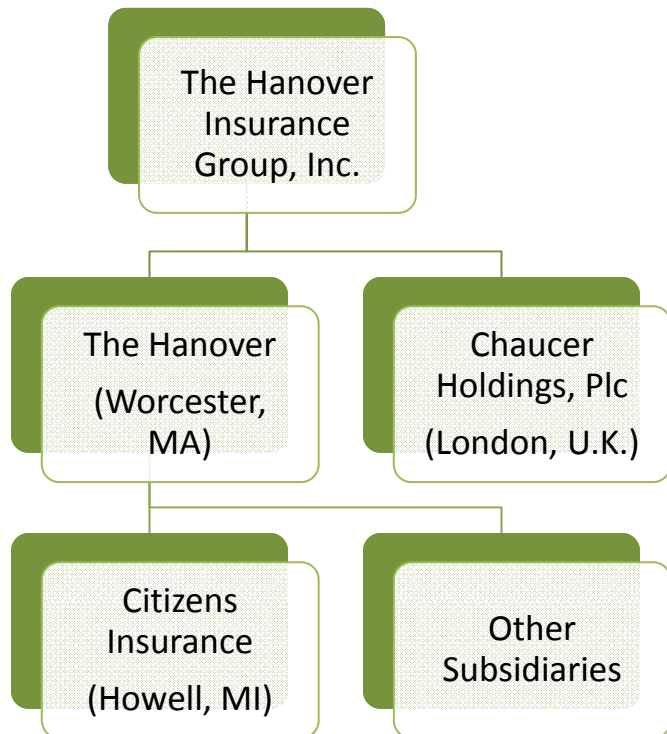 The Hanover
Insurance
Group, Inc.
The Hanover
(Worcester,
MA)
Chaucer
Holdings, Plc
(London, U.K.)
Citizens
Insurance
(Howell, MI)
Other
Subsidiaries